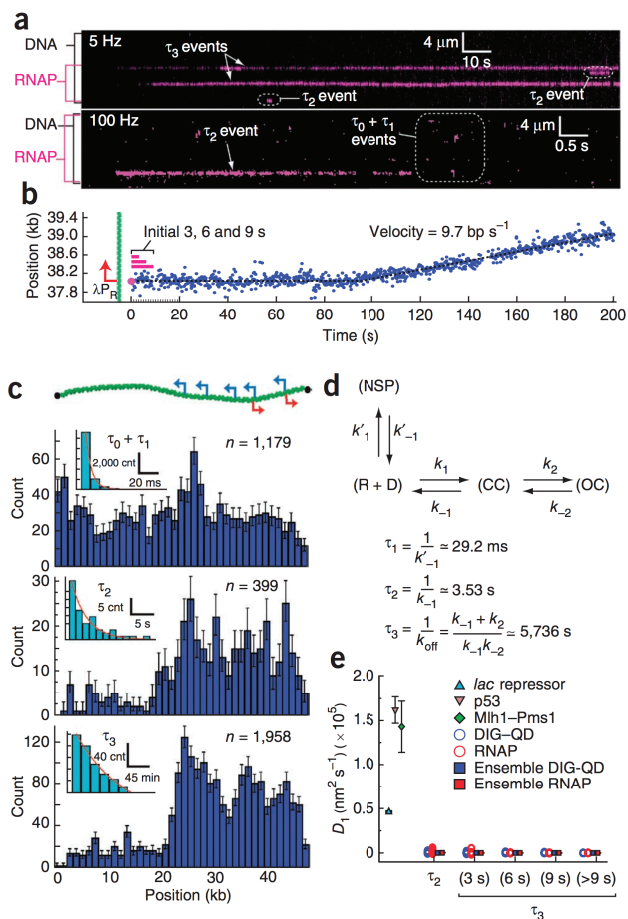 a
DNA
5 Hz
τ3 events
4 μm
10 s
RNAP
τ2 event
τ2 event
DNA
100 Hz
τ2 event
τ0 + τ1
events
4 μm
0.5 s
RNAP
b
Position (kb)
39.4
39.0
38.6
38.2
37.8
λPR
Initial 3, 6 and 9 s
Velocity = 9.7 bp s−1
0 20 40 60 80 100 120 140 160 180 200
Time (s)
c
τ0 + τ1
2,000 cnt
20 ms
n = 1,179
Count
60
40
20
0
τ2
5 cnt
5 s
n = 399
Count
30
20
10
0
τ3
40 cnt
45 min
n = 1,958
Count
120
100
80
60
40
20
0
0 10 20 30 40
Position (kb)
d
(NSP)
k′1 k′−1
(R + D) k1 k−1 (CC) k2 k−2 (OC)
τ1 = 1/k′−1 ≃ 29.2 ms
τ2 = 1/k−1 ≃ 3.53 s
τ3 = 1/koff = k−1 + k2/k−1k−2 ≃ 5,736 s
e
D1 (nm2 s−1) (×105)
2.0
1.5
1.0
0.5
0
lac repressor
p53
Mlh1–Pms1
DIG–QD
RNAP
Ensemble DIG-QD
Ensemble RNAP
τ2 (3 s) (6 s) (9 s) (>9 s)
τ3